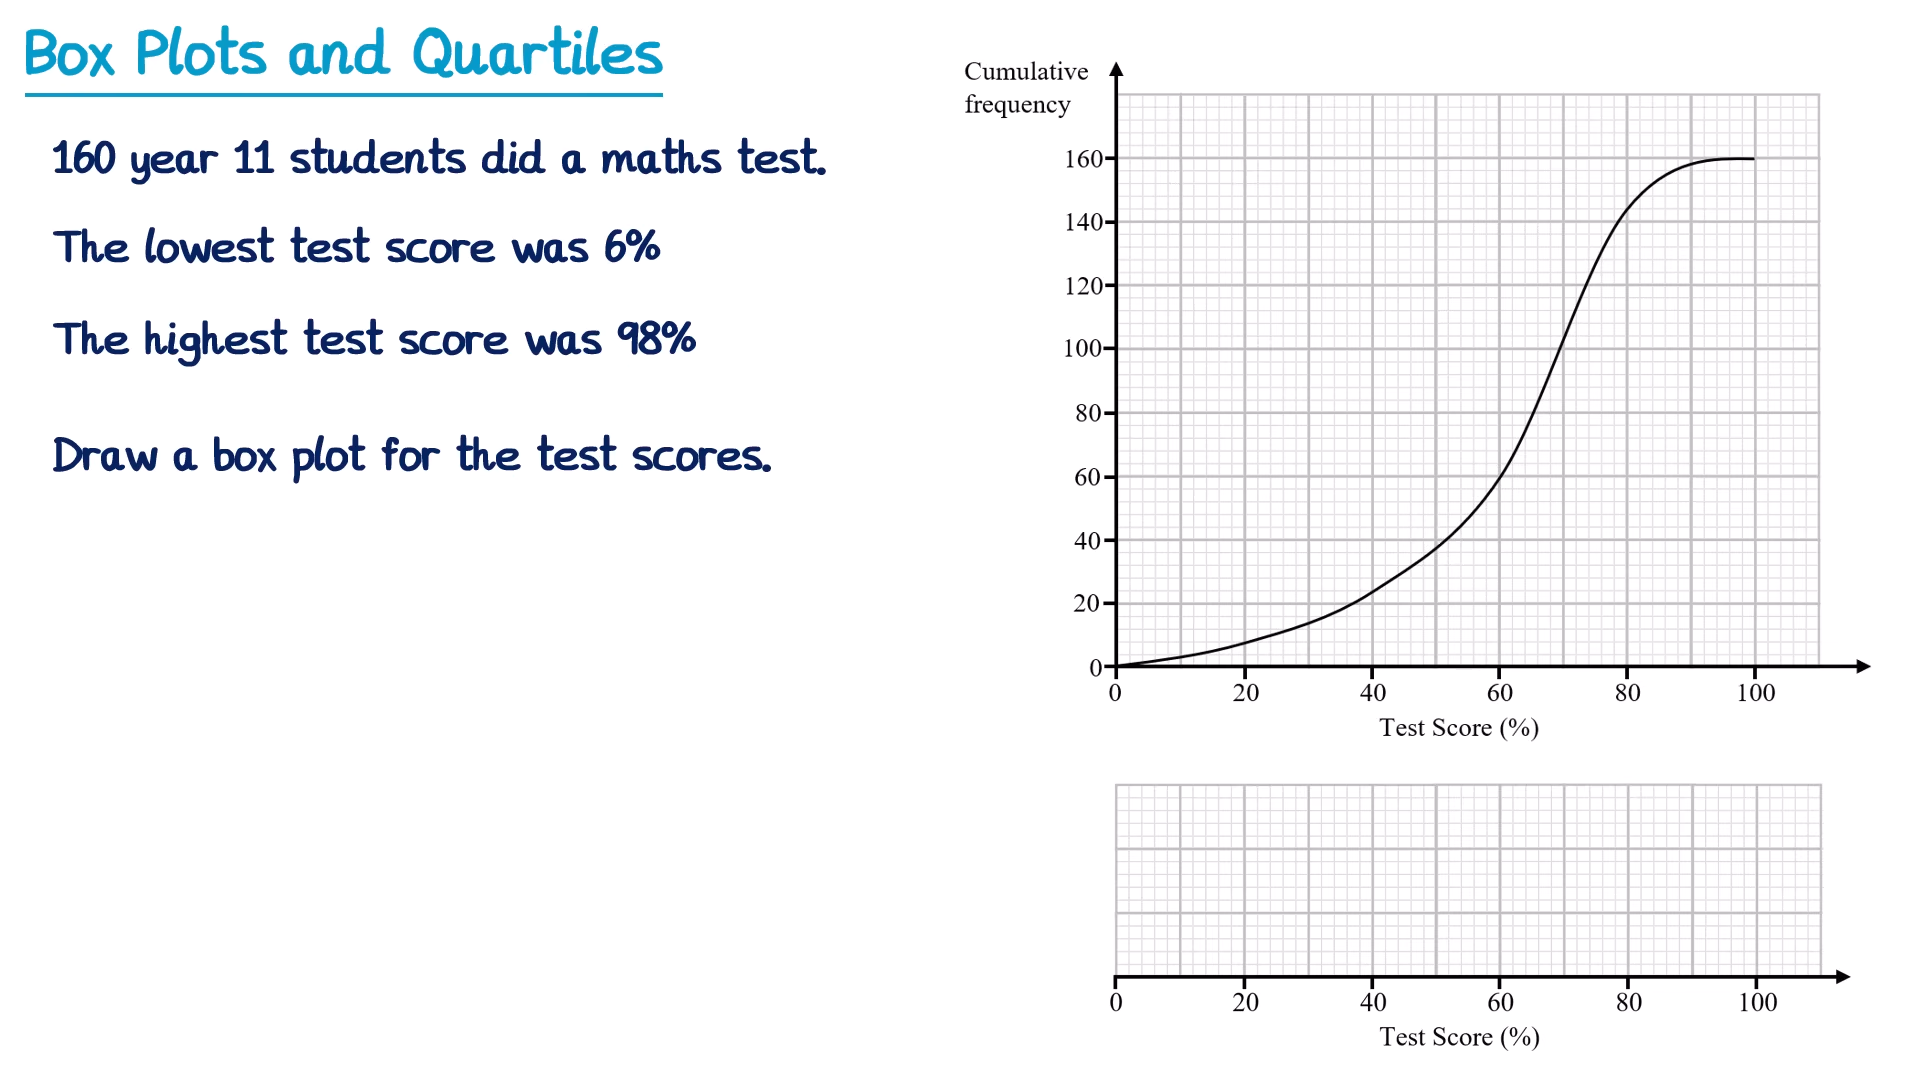 Box Plots and Quartiles
160 year 11 students did a maths test.
The lowest test score was 6%
The highest test score was 98%
Draw a box plot for the test scores.
Cumulative
frequency
160
140
120
100
80
60
40
20
0
0 20 40 60 80 100
Test Score (%)
0 20 40 60 80 100
Test Score (%)